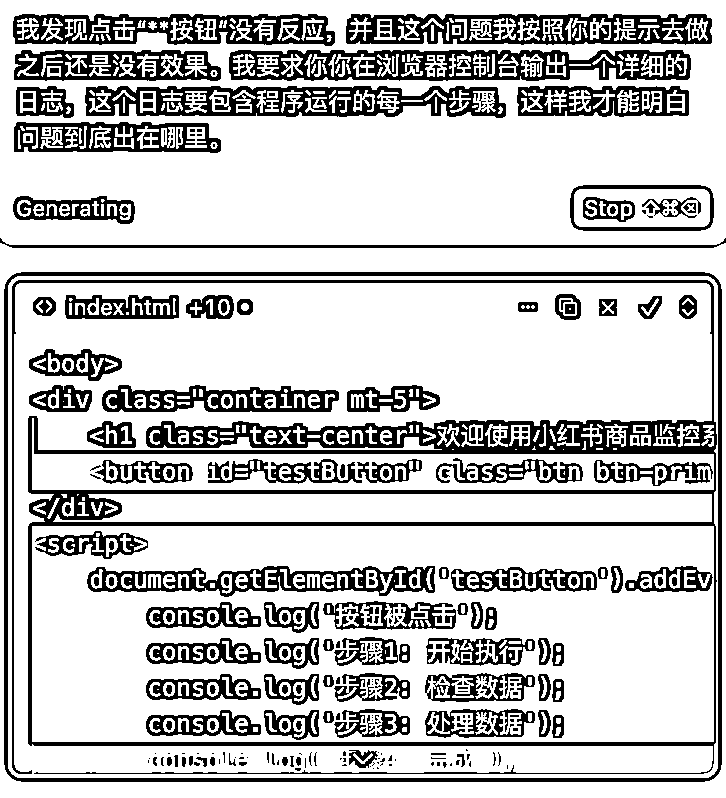 我发现点击“**按钮“没有反应，并且这个问题我按照你的提示去做
之后还是没有效果。我要求你你在浏览器控制台输出一个详细的
日志，这个日志要包含程序运行的每一个步骤，这样我才能明白
问题到底出在哪里。
Generating Stop ⇧⌘⌫
index.html +10
<body>
<div class="container mt-5">
<h1 class="text-center">欢迎使用小红书商品监控系
<button id="testButton" class="btn btn-prim
</div>
<script>
document.getElementById('testButton').addEv
console.log('按钮被点击');
console.log('步骤1: 开始执行');
console.log('步骤2: 检查数据');
console.log('步骤3: 处理数据');
console.log('